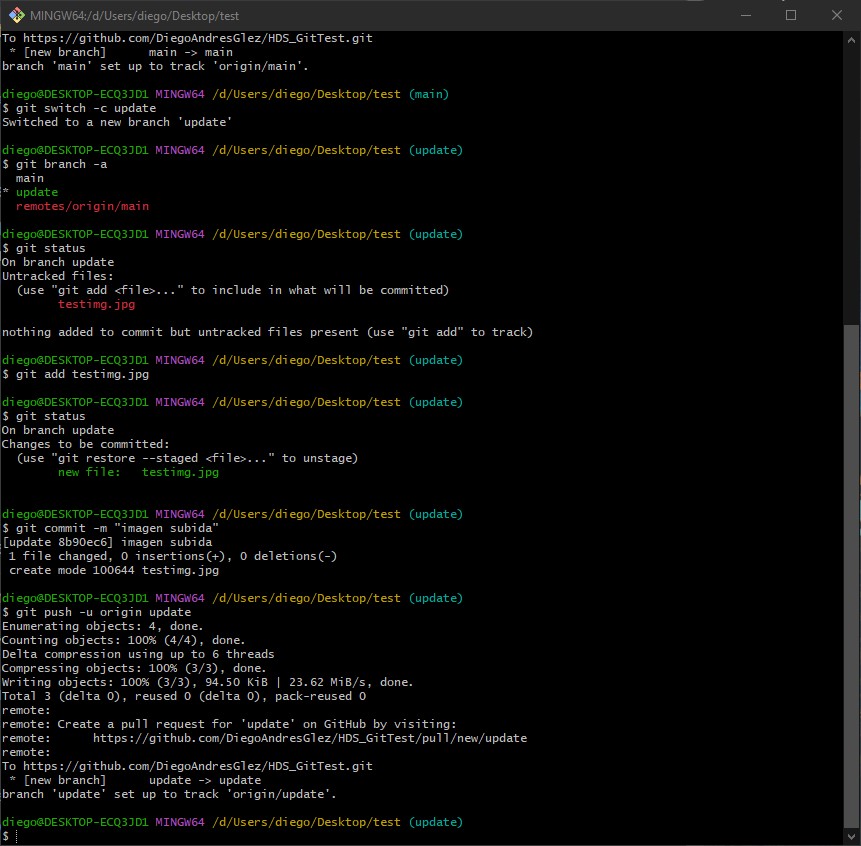 MINGW64:/d/Users/diego/Desktop/test
To https://github.com/DiegoAndresGlez/HDS_GitTest.git
 * [new branch]      main -> main
branch 'main' set up to track 'origin/main'.

diego@DESKTOP-ECQ3JD1 MINGW64 /d/Users/diego/Desktop/test (main)
$ git switch -c update
Switched to a new branch 'update'

diego@DESKTOP-ECQ3JD1 MINGW64 /d/Users/diego/Desktop/test (update)
$ git branch -a
  main
* update
  remotes/origin/main

diego@DESKTOP-ECQ3JD1 MINGW64 /d/Users/diego/Desktop/test (update)
$ git status
On branch update
Untracked files:
  (use "git add <file>..." to include in what will be committed)
        testimg.jpg

nothing added to commit but untracked files present (use "git add" to track)

diego@DESKTOP-ECQ3JD1 MINGW64 /d/Users/diego/Desktop/test (update)
$ git add testimg.jpg

diego@DESKTOP-ECQ3JD1 MINGW64 /d/Users/diego/Desktop/test (update)
$ git status
On branch update
Changes to be committed:
  (use "git restore --staged <file>..." to unstage)
        new file:   testimg.jpg


diego@DESKTOP-ECQ3JD1 MINGW64 /d/Users/diego/Desktop/test (update)
$ git commit -m "imagen subida"
[update 8b90ec6] imagen subida
 1 file changed, 0 insertions(+), 0 deletions(-)
 create mode 100644 testimg.jpg

diego@DESKTOP-ECQ3JD1 MINGW64 /d/Users/diego/Desktop/test (update)
$ git push -u origin update
Enumerating objects: 4, done.
Counting objects: 100% (4/4), done.
Delta compression using up to 6 threads
Compressing objects: 100% (3/3), done.
Writing objects: 100% (3/3), 94.50 KiB | 23.62 MiB/s, done.
Total 3 (delta 0), reused 0 (delta 0), pack-reused 0
remote:
remote: Create a pull request for 'update' on GitHub by visiting:
remote:      https://github.com/DiegoAndresGlez/HDS_GitTest/pull/new/update
remote:
To https://github.com/DiegoAndresGlez/HDS_GitTest.git
 * [new branch]      update -> update
branch 'update' set up to track 'origin/update'.

diego@DESKTOP-ECQ3JD1 MINGW64 /d/Users/diego/Desktop/test (update)
$